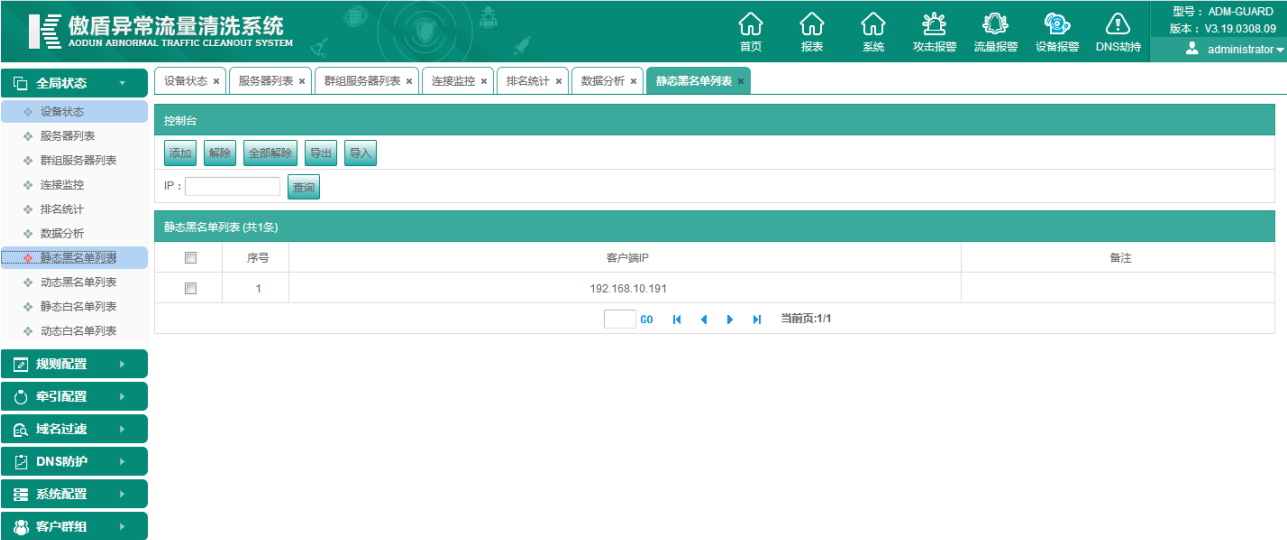 傲盾异常流量清洗系统
AODUN ABNORMAL TRAFFIC CLEANOUT SYSTEM
首页 报表 系统 攻击报警 流量报警 设备报警 DNS劫持
型号： ADM-GUARD
版本： V3.19.0308.09
administrator
全局状态
设备状态
服务器列表
群组服务器列表
连接监控
排名统计
数据分析
静态黑名单列表
动态黑名单列表
静态白名单列表
动态白名单列表
规则配置
牵引配置
域名过滤
DNS防护
系统配置
客户群组
设备状态 × 服务器列表 × 群组服务器列表 × 连接监控 × 排名统计 × 数据分析 × 静态黑名单列表 ×
控制台
添加 解除 全部解除 导出 导入
IP： 查询
静态黑名单列表 (共1条)
序号 客户端IP 备注
1 192.168.10.191
GO 当前页:1/1